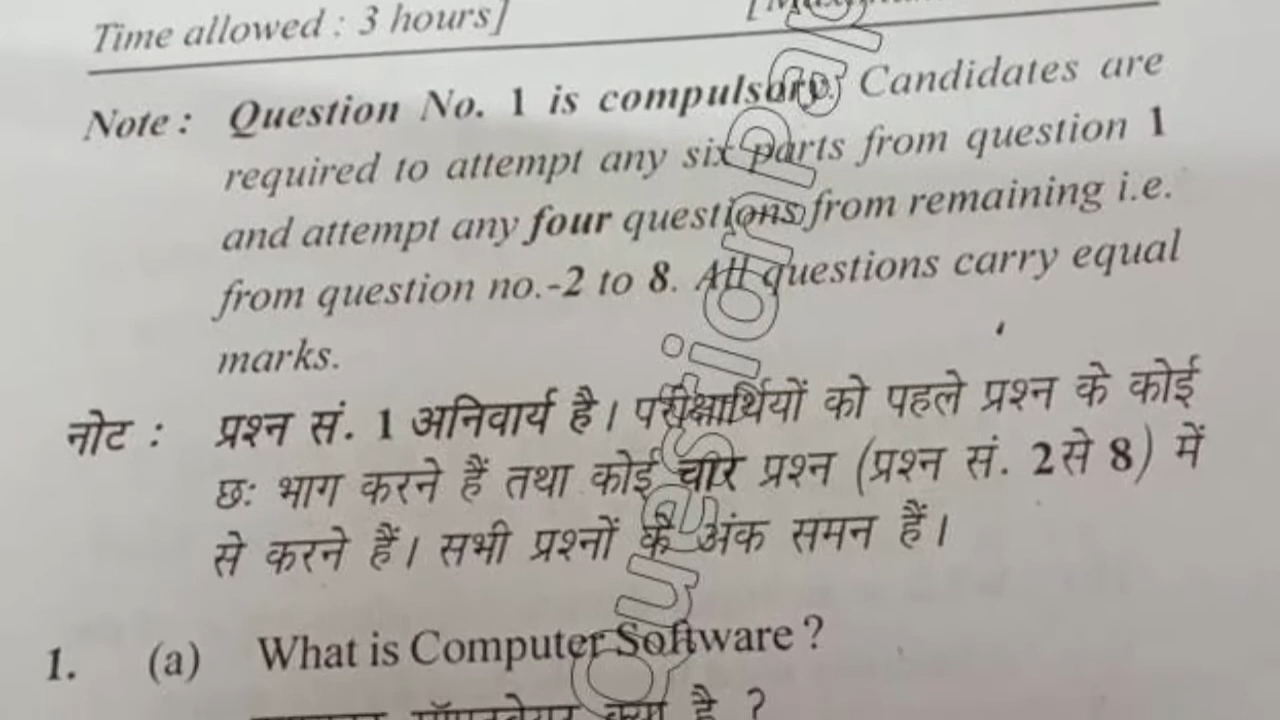 Time allowed : 3 hours]
Note : Question No. 1 is compulsory. Candidates are
required to attempt any six parts from question 1
and attempt any four questions from remaining i.e.
from question no.-2 to 8. All questions carry equal
marks.
नोट : प्रश्न सं. 1 अनिवार्य है। परीक्षार्थियों को पहले प्रश्न के कोई
छः भाग करने हैं तथा कोई चार प्रश्न (प्रश्न सं. 2 से 8) में
से करने हैं। सभी प्रश्नों के अंक समन हैं।
1. (a) What is Computer Software ?
क्या है ?